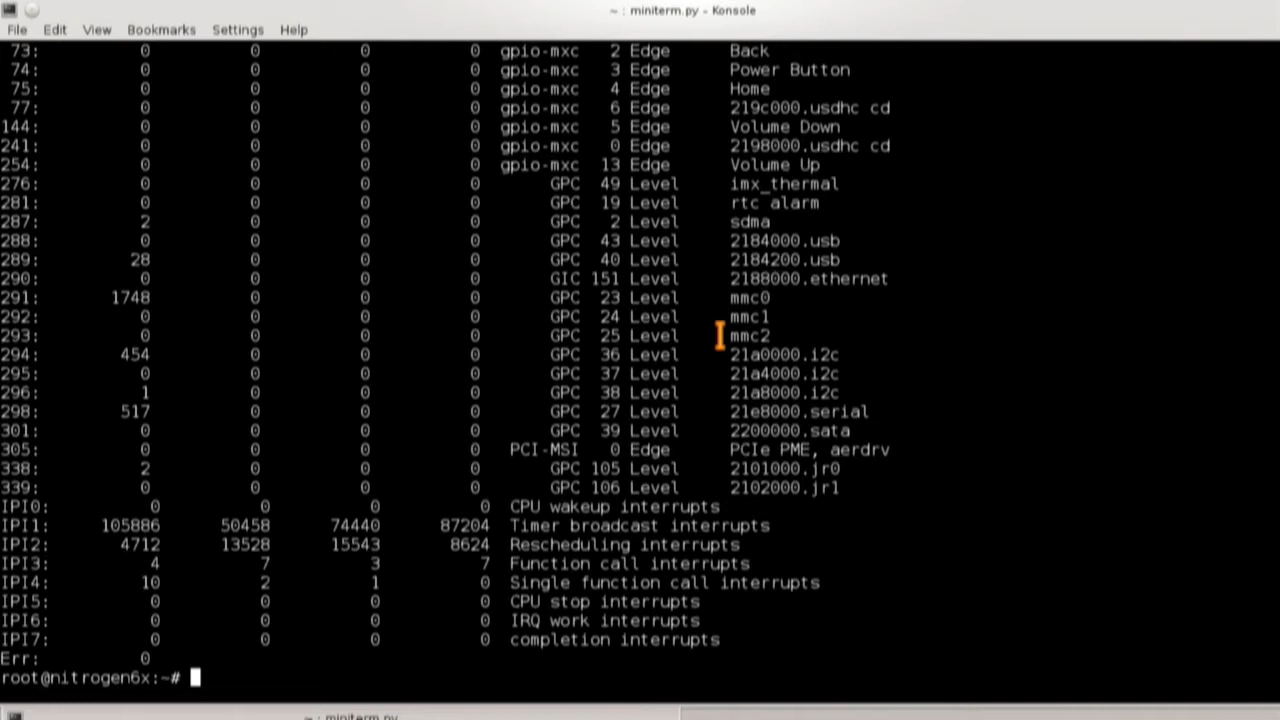 ~ : miniterm.py - Konsole
File Edit View Bookmarks Settings Help
73: 0 0 0 0 gpio-mxc 2 Edge Back
74: 0 0 0 0 gpio-mxc 3 Edge Power Button
75: 0 0 0 0 gpio-mxc 4 Edge Home
77: 0 0 0 0 gpio-mxc 6 Edge 219c000.usdhc cd
144: 0 0 0 0 gpio-mxc 5 Edge Volume Down
241: 0 0 0 0 gpio-mxc 0 Edge 2198000.usdhc cd
254: 0 0 0 0 gpio-mxc 13 Edge Volume Up
276: 0 0 0 0 GPC 49 Level imx_thermal
281: 0 0 0 0 GPC 19 Level rtc alarm
287: 2 0 0 0 GPC 2 Level sdma
288: 0 0 0 0 GPC 43 Level 2184000.usb
289: 28 0 0 0 GPC 40 Level 2184200.usb
290: 0 0 0 0 GIC 151 Level 2188000.ethernet
291: 1748 0 0 0 GPC 23 Level mmc0
292: 0 0 0 0 GPC 24 Level mmc1
293: 0 0 0 0 GPC 25 Level mmc2
294: 454 0 0 0 GPC 36 Level 21a0000.i2c
295: 0 0 0 0 GPC 37 Level 21a4000.i2c
296: 1 0 0 0 GPC 38 Level 21a8000.i2c
298: 517 0 0 0 GPC 27 Level 21e8000.serial
301: 0 0 0 0 GPC 39 Level 2200000.sata
305: 0 0 0 0 PCI-MSI 0 Edge PCIe PME, aerdrv
338: 2 0 0 0 GPC 105 Level 2101000.jr0
339: 0 0 0 0 GPC 106 Level 2102000.jr1
IPI0: 0 0 0 0 CPU wakeup interrupts
IPI1: 105886 50458 74440 87204 Timer broadcast interrupts
IPI2: 4712 13528 15543 8624 Rescheduling interrupts
IPI3: 4 7 3 7 Function call interrupts
IPI4: 10 2 1 0 Single function call interrupts
IPI5: 0 0 0 0 CPU stop interrupts
IPI6: 0 0 0 0 IRQ work interrupts
IPI7: 0 0 0 0 completion interrupts
Err: 0
root@nitrogen6x:~#
~ : miniterm.py